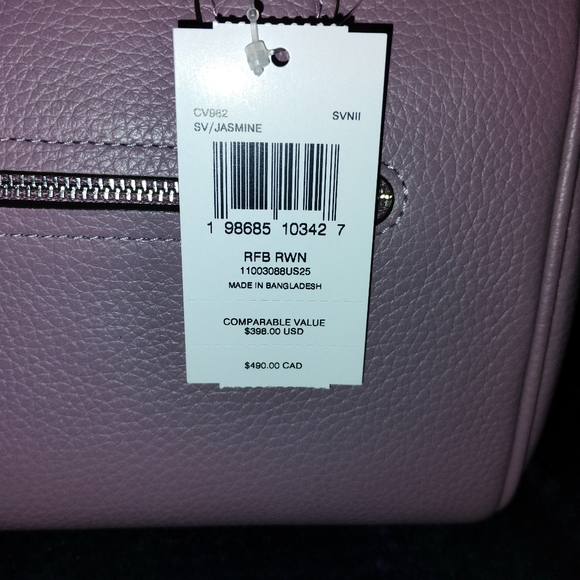 CV962 SVNII
SV/JASMINE
1 98685 10342 7
RFB RWN
11003088US25
MADE IN BANGLADESH
COMPARABLE VALUE
$398.00 USD
$490.00 CAD